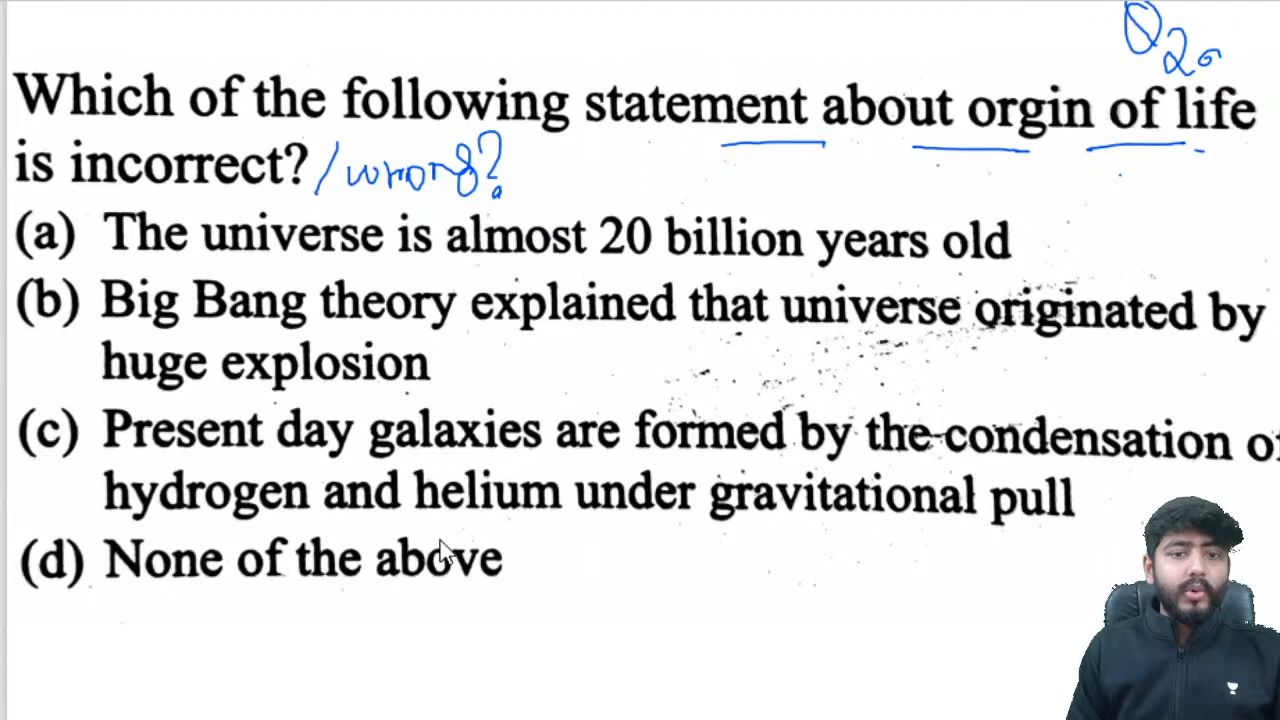 Q2.
Which of the following statement about orgin of life
is incorrect? / wrong?
(a) The universe is almost 20 billion years old
(b) Big Bang theory explained that universe originated by
huge explosion
(c) Present day galaxies are formed by the condensation of
hydrogen and helium under gravitational pull
(d) None of the above